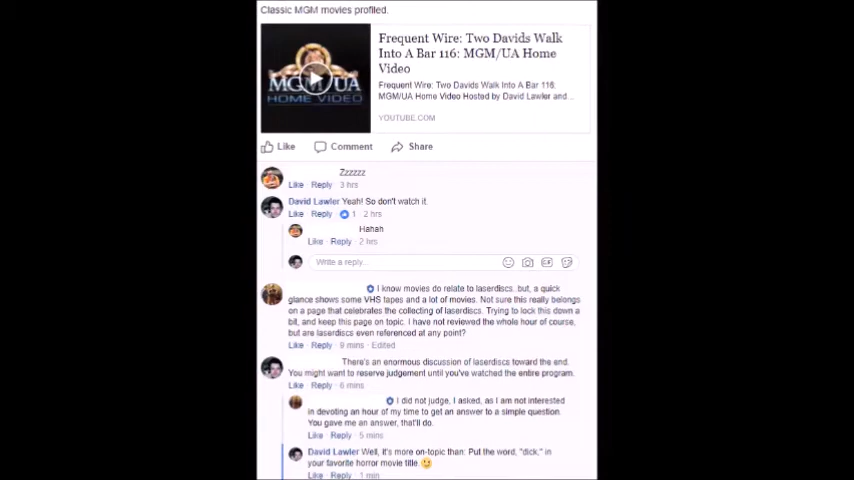 Classic MGM movies profiled.
Frequent Wire: Two Davids Walk
Into A Bar 116: MGM/UA Home
Video
MGM/UA
HOME VIDEO
Frequent Wire: Two Davids Walk Into A Bar 116:
MGM/UA Home Video Hosted by David Lawler and...
YOUTUBE.COM
Like Comment Share
Zzzzzz
Like Reply 3 hrs
David Lawler Yeah! So don't watch it.
Like Reply 1 2 hrs
Hahah
Like · Reply · 2 hrs
Write a reply...
GIF
I know movies do relate to laserdiscs..but, a quick
glance shows some VHS tapes and a lot of movies. Not sure this really belongs
on a page that celebrates the collecting of laserdiscs. Trying to lock this down a
bit, and keep this page on topic. I have not reviewed the whole hour of course,
but are laserdiscs even referenced at any point?
Like · Reply · 9 mins · Edited
There's an enormous discussion of laserdiscs toward the end.
You might want to reserve judgement until you've watched the entire program.
Like · Reply · 6 mins
I did not judge, I asked, as I am not interested
in devoting an hour of my time to get an answer to a simple question.
You gave me an answer, that'll do.
Like · Reply · 5 mins
David Lawler Well, it's more on-topic than: Put the word, "dick," in
your favorite horror movie title.
Like · Reply · 1 min